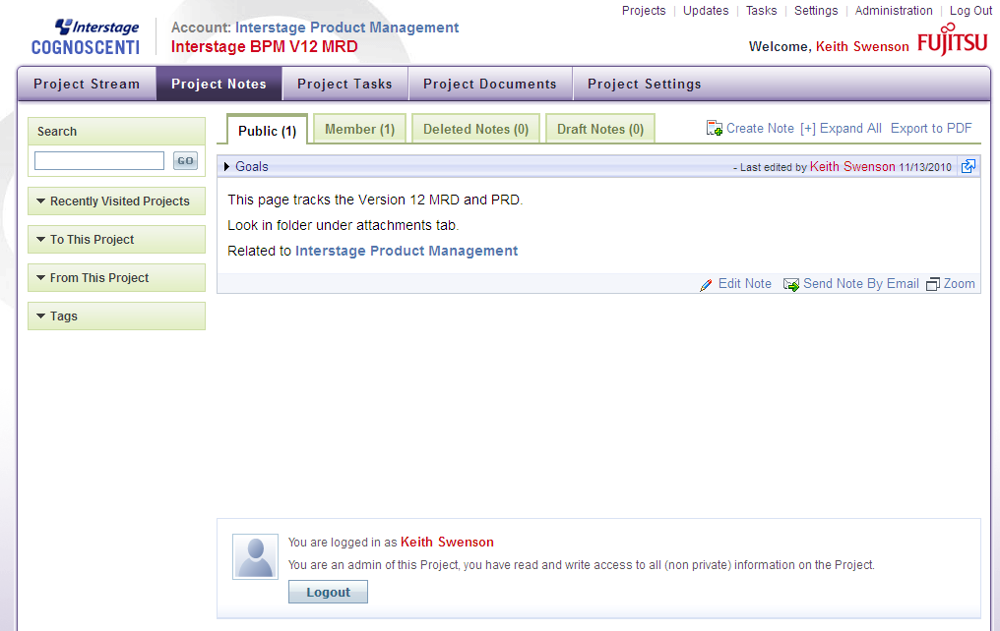 Projects | Updates | Tasks | Settings | Administration | Log Out
Interstage
COGNOSCENTI
Account: Interstage Product Management
Interstage BPM V12 MRD
Welcome, Keith Swenson
FUJITSU
Project Stream Project Notes Project Tasks Project Documents Project Settings
Search
GO
Recently Visited Projects
To This Project
From This Project
Tags
Public (1) Member (1) Deleted Notes (0) Draft Notes (0)
Create Note [+] Expand All Export to PDF
Goals - Last edited by Keith Swenson 11/13/2010
This page tracks the Version 12 MRD and PRD.
Look in folder under attachments tab.
Related to Interstage Product Management
Edit Note Send Note By Email Zoom
You are logged in as Keith Swenson
You are an admin of this Project, you have read and write access to all (non private) information on the Project.
Logout